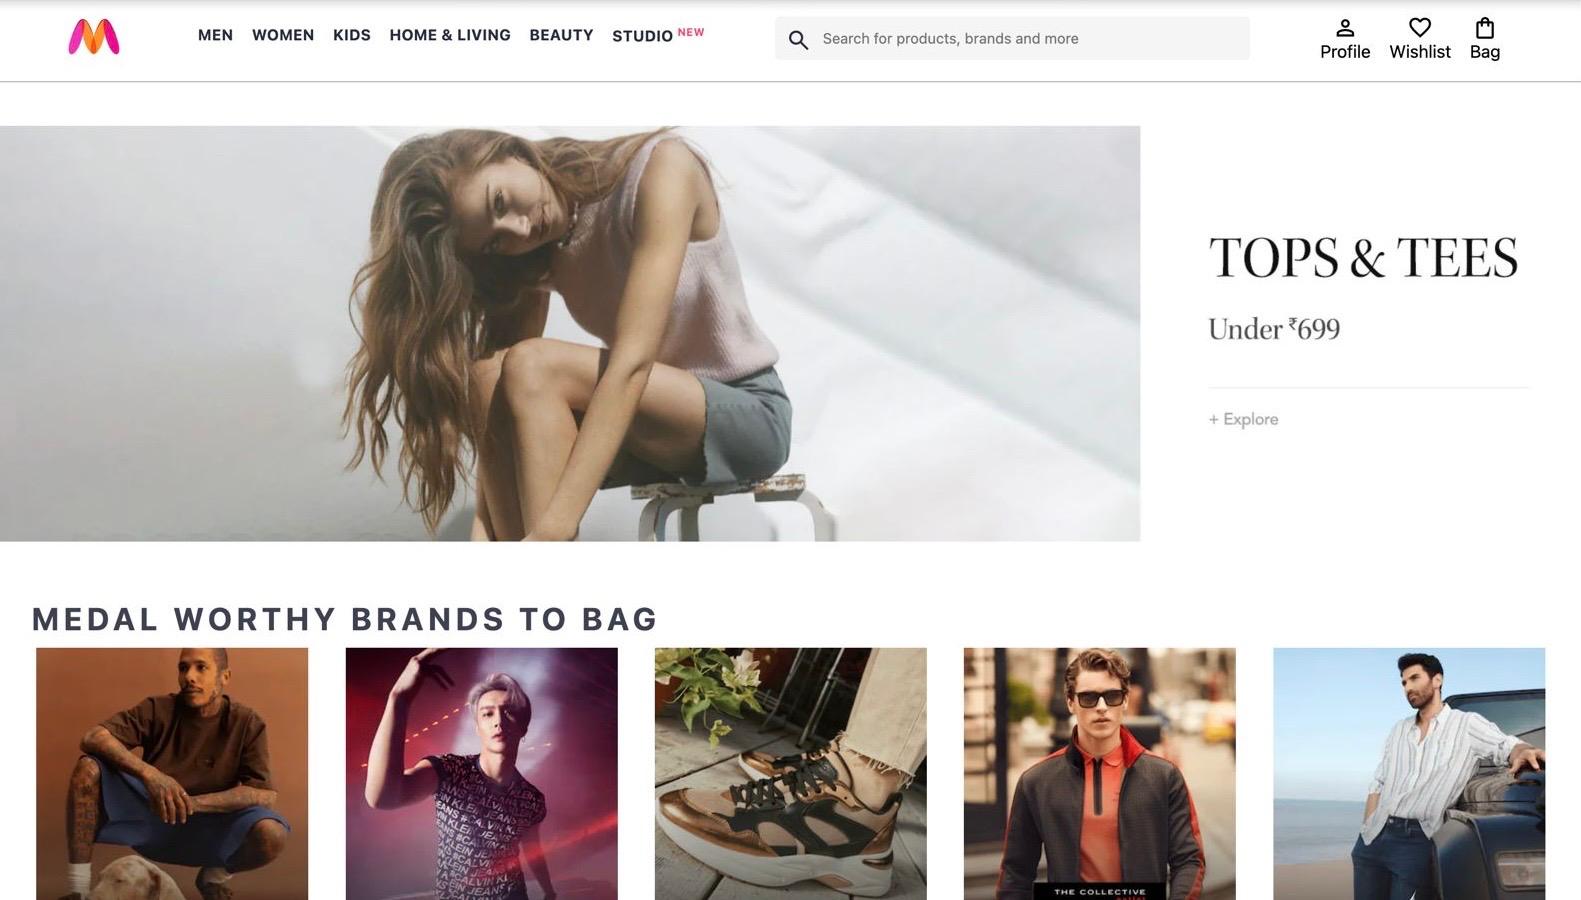 MEN WOMEN KIDS HOME & LIVING BEAUTY STUDIO NEW
Search for products, brands and more
Profile Wishlist Bag
TOPS & TEES
Under ₹699
+ Explore
MEDAL WORTHY BRANDS TO BAG
THE COLLECTIVE